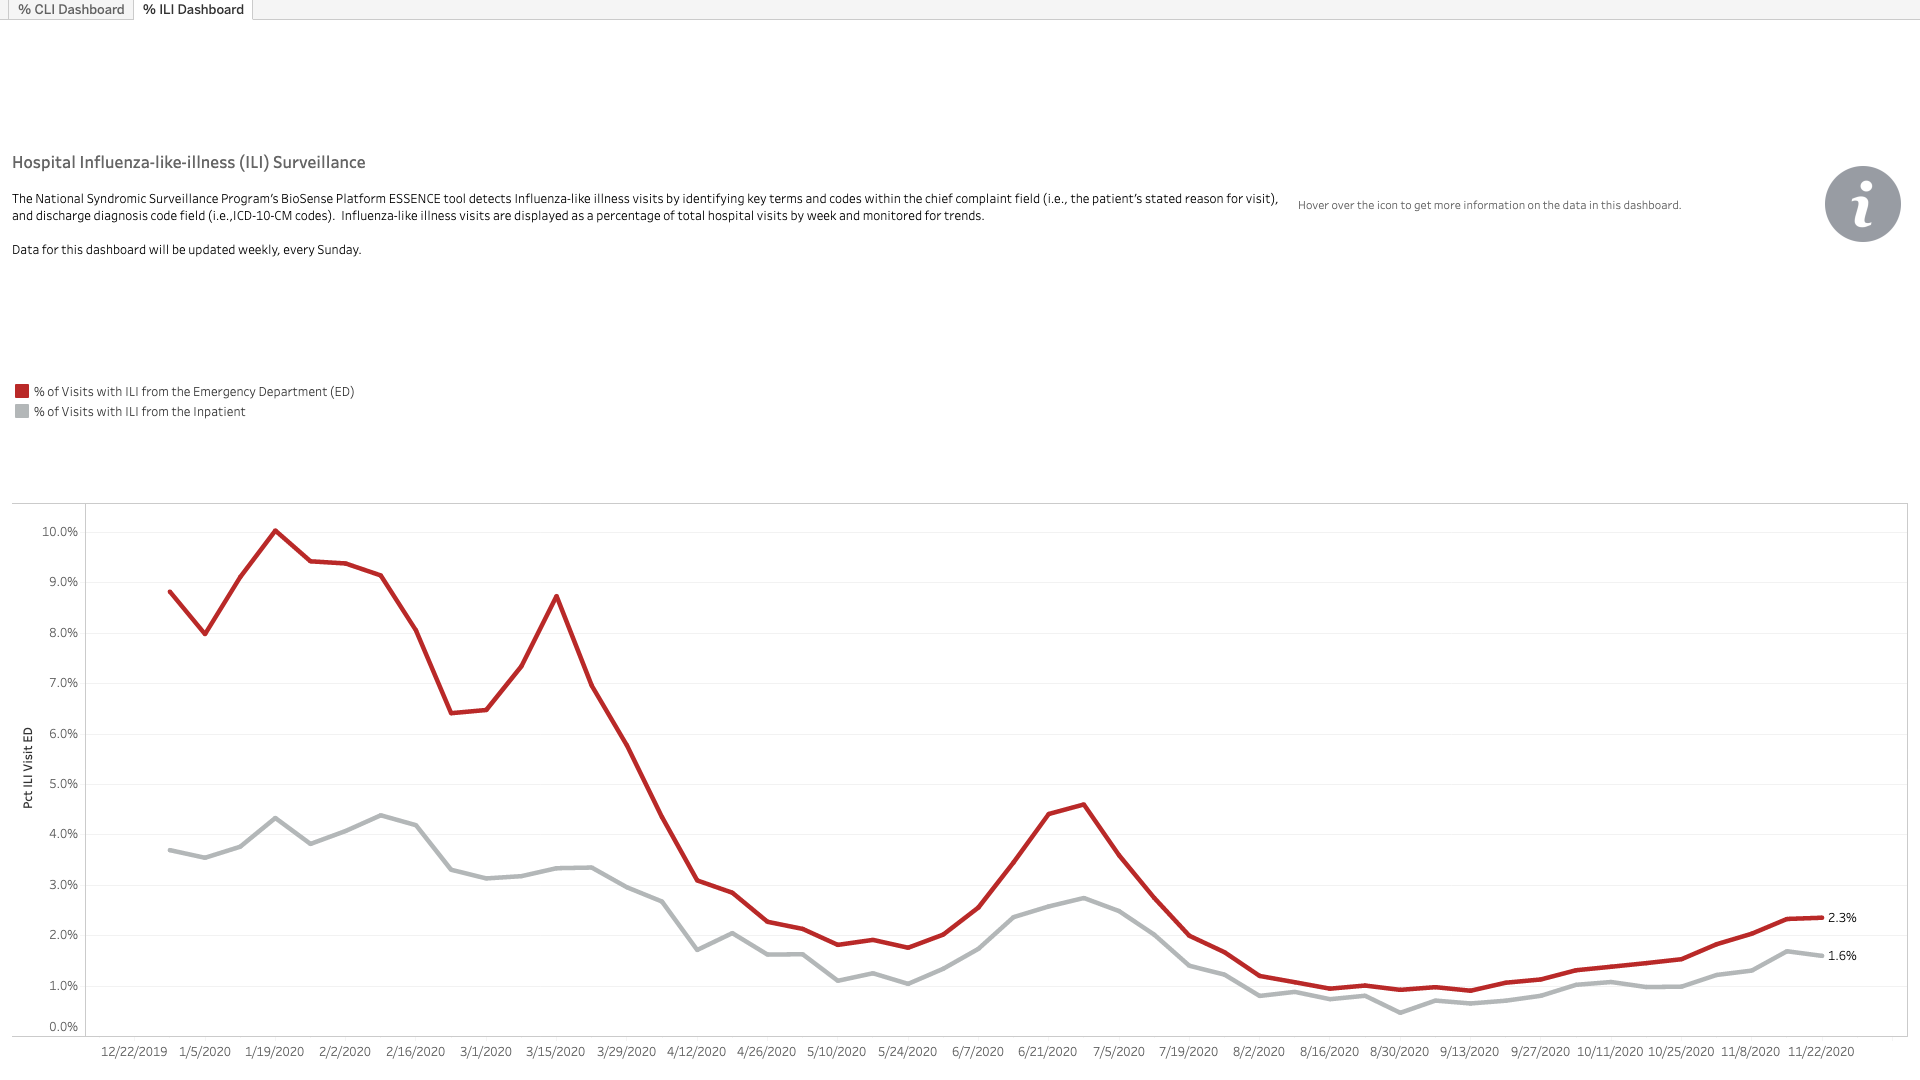 % CLI Dashboard
% ILI Dashboard
Hospital Influenza-like-illness (ILI) Surveillance
The National Syndromic Surveillance Program's BioSense Platform ESSENCE tool detects Influenza-like illness visits by identifying key terms and codes within the chief complaint field (i.e., the patient's stated reason for visit),
and discharge diagnosis code field (i.e.,ICD-10-CM codes).  Influenza-like illness visits are displayed as a percentage of total hospital visits by week and monitored for trends.
Hover over the icon to get more information on the data in this dashboard.
i
Data for this dashboard will be updated weekly, every Sunday.
% of Visits with ILI from the Emergency Department (ED)
% of Visits with ILI from the Inpatient
Pct ILI Visit ED
10.0%
9.0%
8.0%
7.0%
6.0%
5.0%
4.0%
3.0%
2.0%
1.0%
0.0%
2.3%
1.6%
12/22/2019 1/5/2020 1/19/2020 2/2/2020 2/16/2020 3/1/2020 3/15/2020 3/29/2020 4/12/2020 4/26/2020 5/10/2020 5/24/2020 6/7/2020 6/21/2020 7/5/2020 7/19/2020 8/2/2020 8/16/2020 8/30/2020 9/13/2020 9/27/2020 10/11/2020 10/25/2020 11/8/2020 11/22/2020